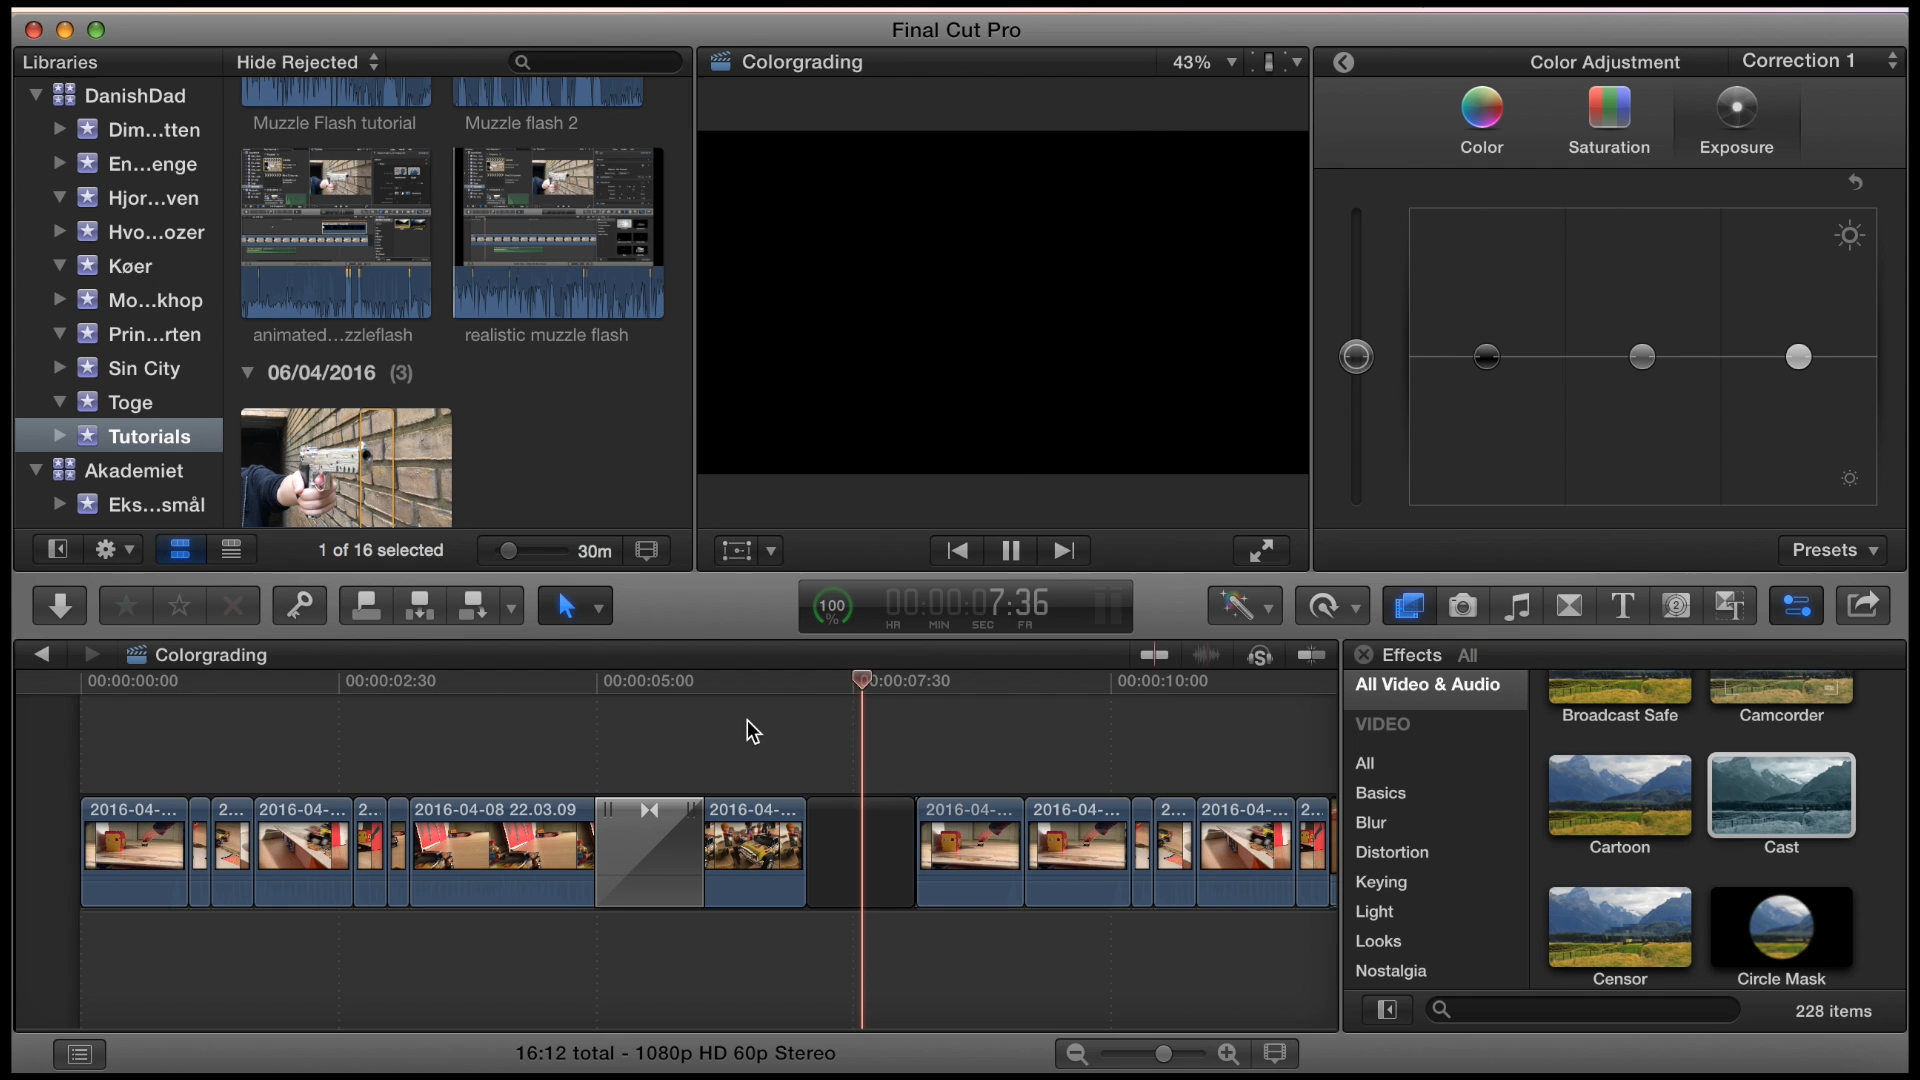 Final Cut Pro
Libraries
Hide Rejected
Colorgrading
43%
Color Adjustment
Correction 1
DanishDad
Dim...tten
En...enge
Hjor...ven
Hvo...ozer
Køer
Mo...khop
Prin...rten
Sin City
Toge
Tutorials
Akademiet
Eks...smål
Muzzle Flash tutorial
Muzzle flash 2
animated...zzleflash
realistic muzzle flash
06/04/2016 (3)
Color
Saturation
Exposure
1 of 16 selected
30m
Presets
100
%
00:00:07:36
HR MIN SEC FR
Colorgrading
Effects All
00:00:00:00
00:00:02:30
00:00:05:00
00:00:07:30
00:00:10:00
2016-04-...
2...
2016-04-...
2...
2016-04-08 22.03.09
2016-04-...
2016-04-...
2016-04-...
2...
2016-04-...
2...
All Video & Audio
VIDEO
All
Basics
Blur
Distortion
Keying
Light
Looks
Nostalgia
Broadcast Safe
Camcorder
Cartoon
Cast
Censor
Circle Mask
228 items
16:12 total - 1080p HD 60p Stereo